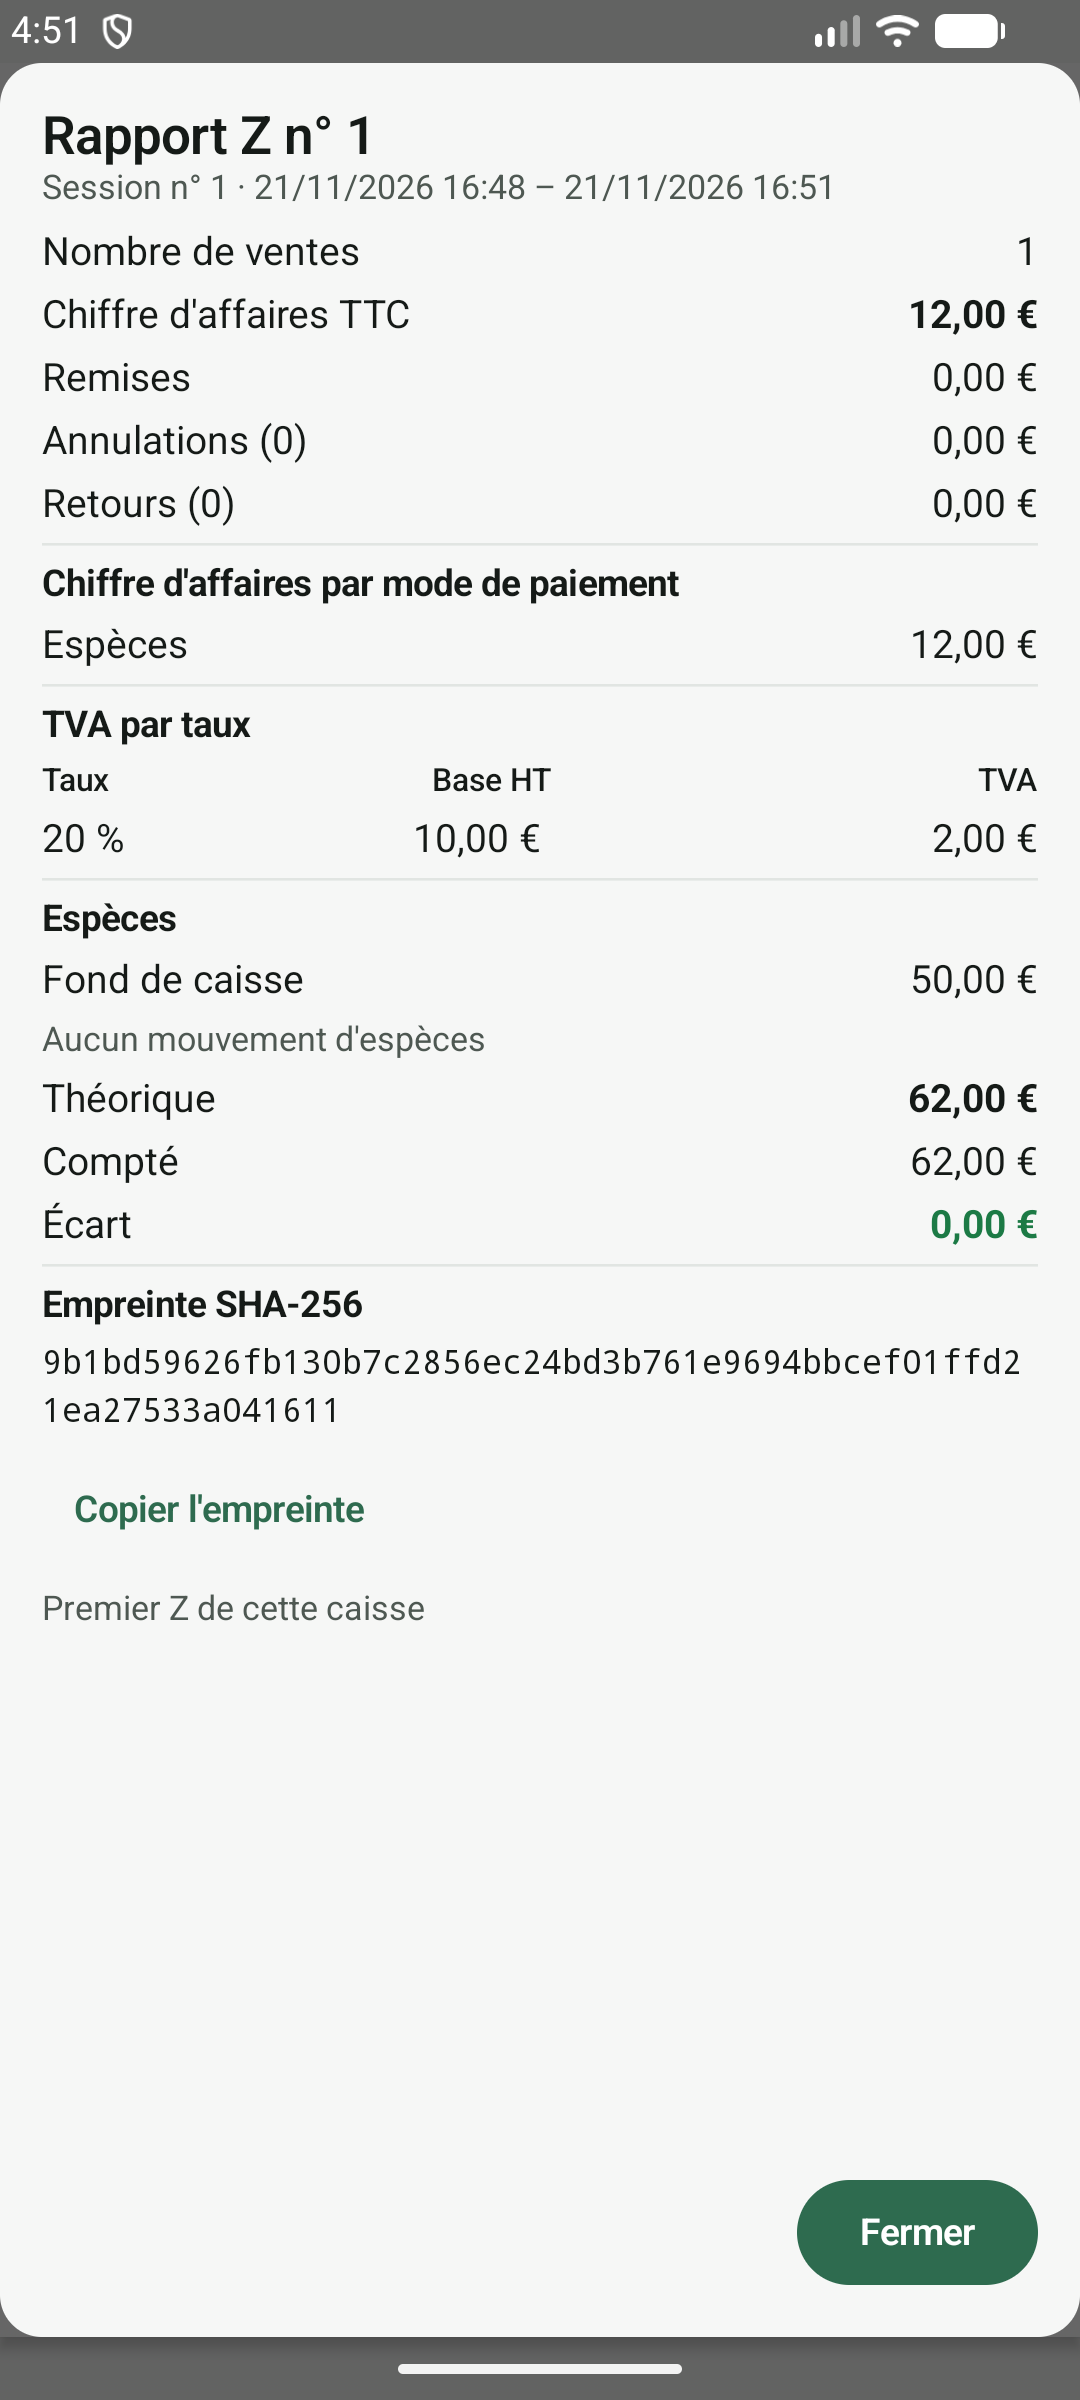 4:51
Rapport Z n° 1
Session n° 1 · 21/11/2026 16:48 – 21/11/2026 16:51
Nombre de ventes 1
Chiffre d'affaires TTC 12,00 €
Remises 0,00 €
Annulations (0) 0,00 €
Retours (0) 0,00 €
Chiffre d'affaires par mode de paiement
Espèces 12,00 €
TVA par taux
Taux Base HT TVA
20 % 10,00 € 2,00 €
Espèces
Fond de caisse 50,00 €
Aucun mouvement d'espèces
Théorique 62,00 €
Compté 62,00 €
Écart 0,00 €
Empreinte SHA-256
9b1bd59626fb130b7c2856ec24bd3b761e9694bbcef01ffd2
1ea27533a041611
Copier l'empreinte
Premier Z de cette caisse
Fermer